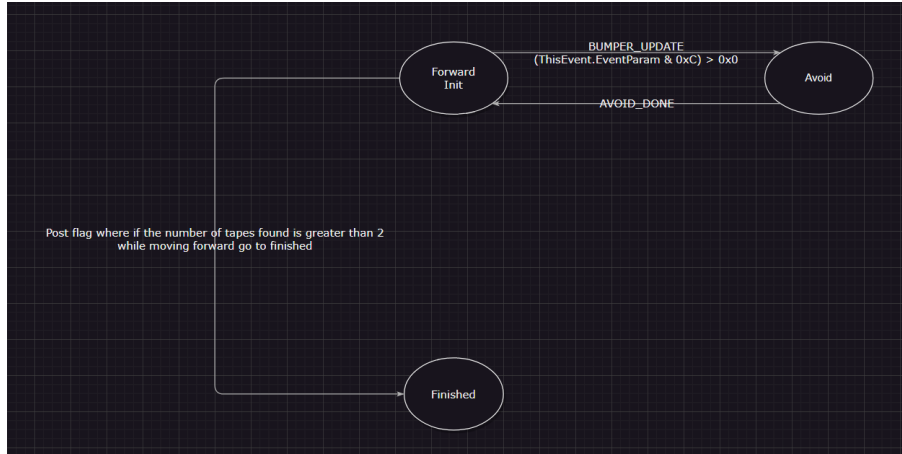 BUMPER_UPDATE
(ThisEvent.EventParam & 0xC) > 0x0
Forward
Init
Avoid
AVOID_DONE
Post flag where if the number of tapes found is greater than 2
while moving forward go to finished
Finished